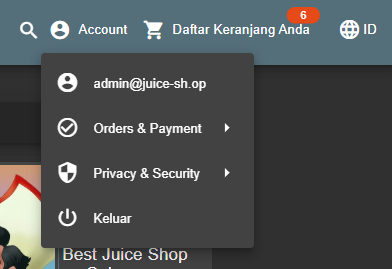 Account
Daftar Keranjang Anda
6
ID
admin@juice-sh.op
Orders & Payment
Privacy & Security
Keluar
Best Juice Shop